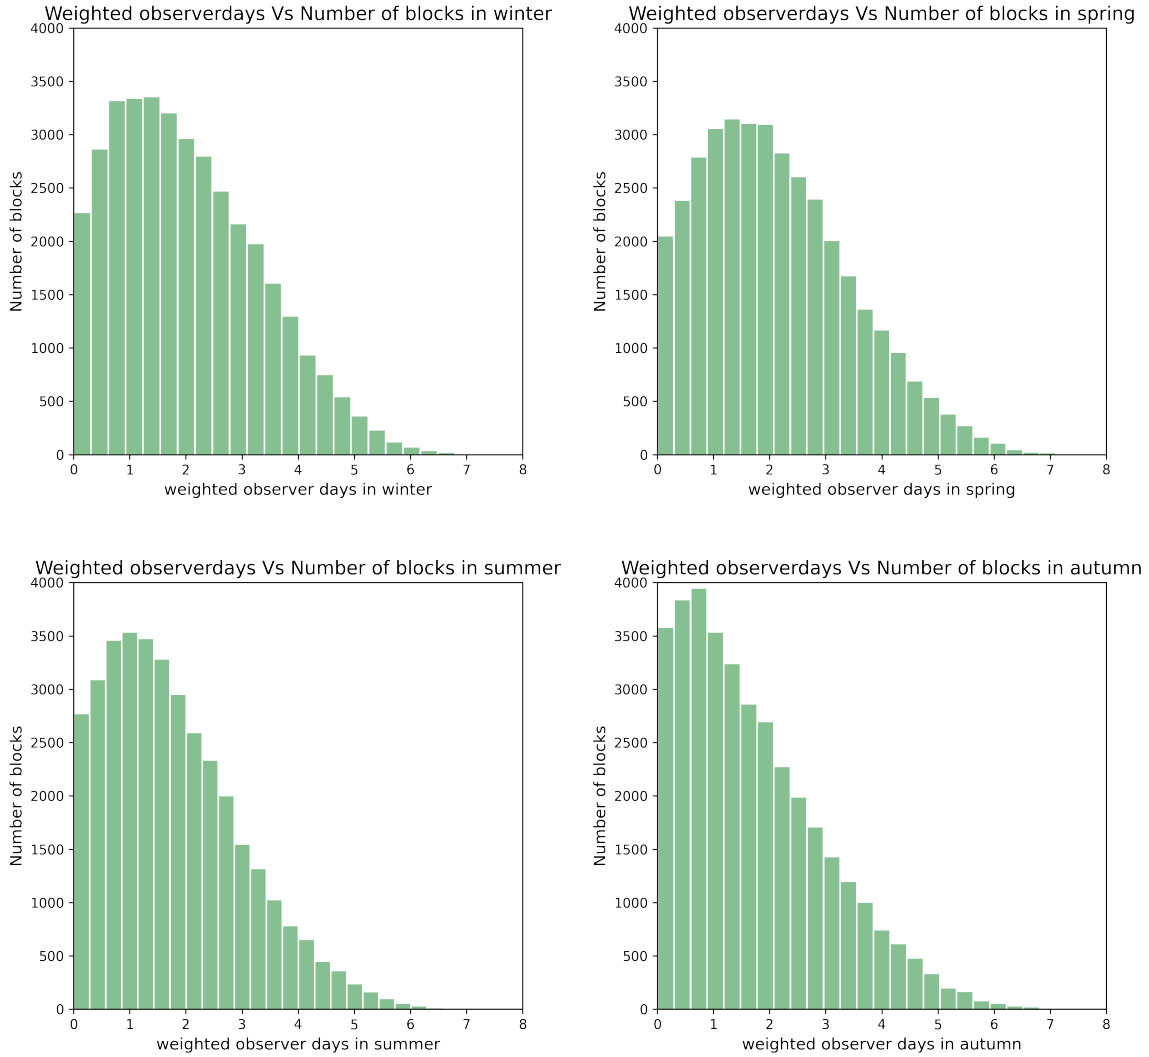 Weighted observerdays Vs Number of blocks in winter
4000
3500
3000
2500
2000
1500
1000
500
0
Number of blocks
0 1 2 3 4 5 6 7 8
weighted observer days in winter
Weighted observerdays Vs Number of blocks in spring
4000
3500
3000
2500
2000
1500
1000
500
0
Number of blocks
0 1 2 3 4 5 6 7 8
weighted observer days in spring
Weighted observerdays Vs Number of blocks in summer
4000
3500
3000
2500
2000
1500
1000
500
0
Number of blocks
0 1 2 3 4 5 6 7 8
weighted observer days in summer
Weighted observerdays Vs Number of blocks in autumn
4000
3500
3000
2500
2000
1500
1000
500
0
Number of blocks
0 1 2 3 4 5 6 7 8
weighted observer days in autumn